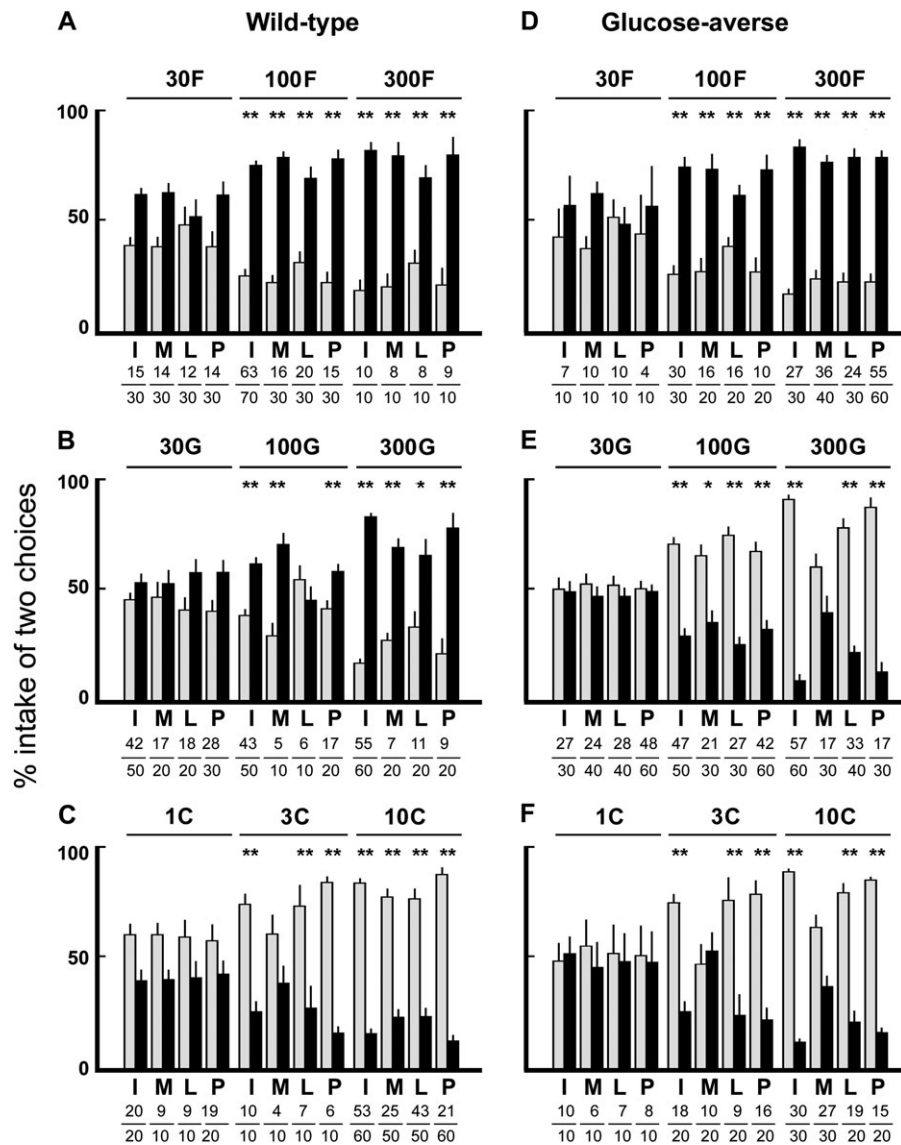 A Wild-type
D Glucose-averse
30F 100F 300F
100
** ** ** ** ** ** ** **
50
0
I M L P I M L P I M L P
15 14 12 14 63 16 20 15 10 8 8 9
30 30 30 30 70 30 30 30 10 10 10 10
30F 100F 300F
** ** ** ** ** ** ** **
I M L P I M L P I M L P
7 10 10 4 30 16 16 10 27 36 24 55
10 10 10 10 30 20 20 20 30 40 30 60
% intake of two choices
B
30G 100G 300G
100
** ** ** ** ** * **
50
0
I M L P I M L P I M L P
42 17 18 28 43 5 6 17 55 7 11 9
50 20 20 30 50 10 10 20 60 20 20 20
E
30G 100G 300G
** * ** ** ** ** **
I M L P I M L P I M L P
27 24 28 48 47 21 27 42 57 17 33 17
30 40 40 60 50 30 30 60 60 30 40 30
C
1C 3C 10C
100
** ** ** ** ** ** **
50
0
I M L P I M L P I M L P
20 9 9 19 10 4 7 6 53 25 43 21
20 10 10 20 10 10 10 10 60 50 50 60
F
1C 3C 10C
** ** ** ** ** **
I M L P I M L P I M L P
10 6 7 8 18 10 9 16 30 27 19 15
10 10 10 10 20 20 20 20 30 30 20 20